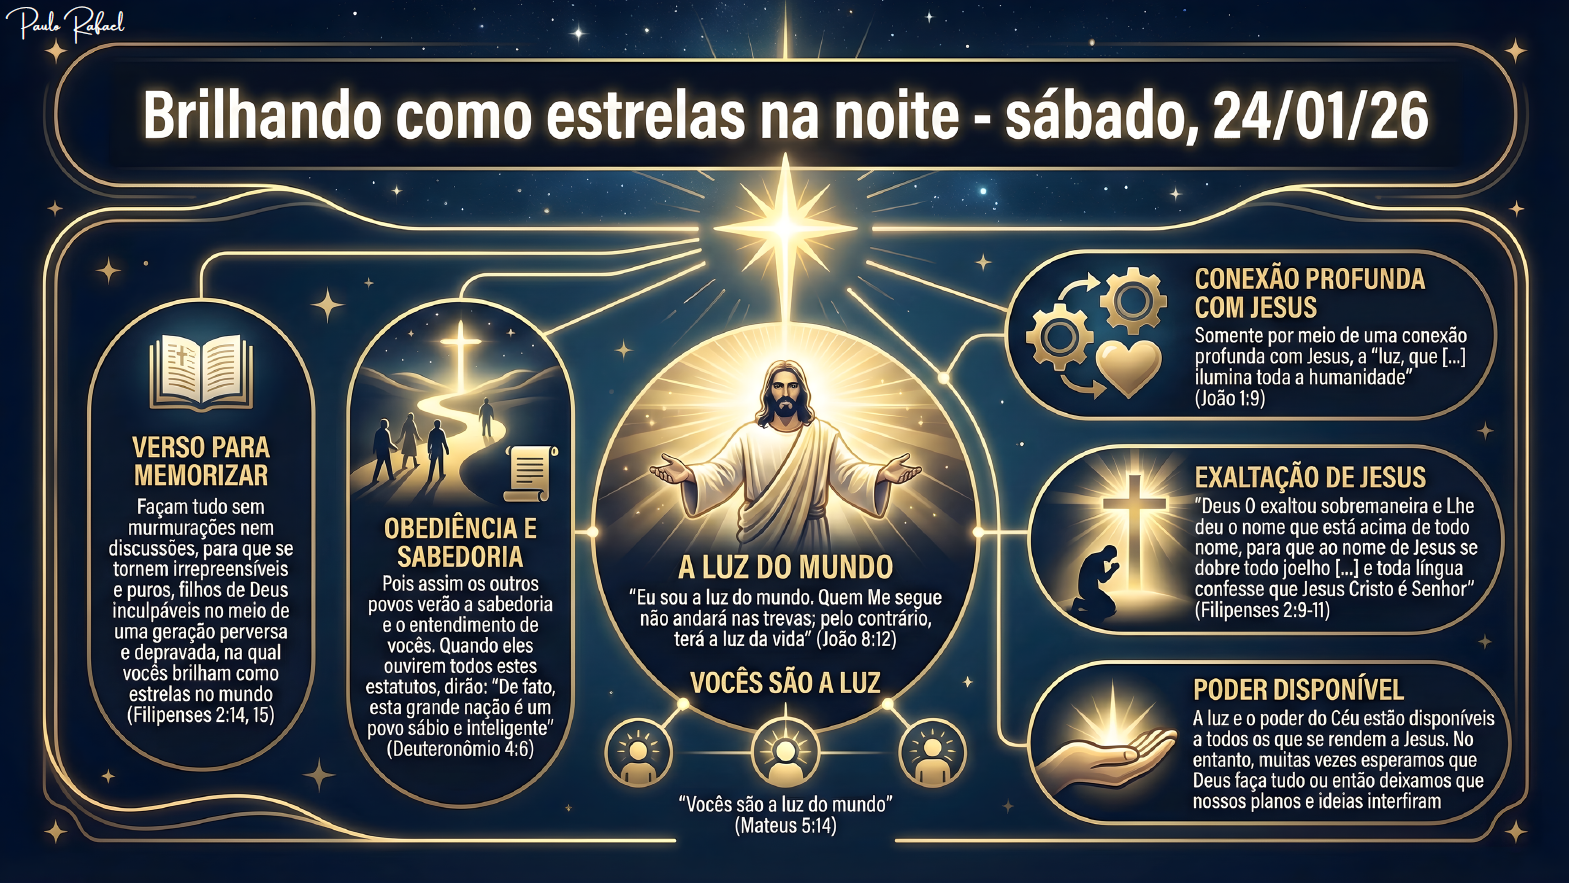 Paulo Rafael
Brilhando como estrelas na noite - sábado, 24/01/26
VERSO PARA
MEMORIZAR
Façam tudo sem
murmurações nem
discussões, para que se
tornem irrepreensíveis
e puros, filhos de Deus
inculpáveis no meio de
uma geração perversa
e depravada, na qual
vocês brilham como
estrelas no mundo
(Filipenses 2:14, 15)
OBEDIÊNCIA E
SABEDORIA
Pois assim os outros
povos verão a sabedoria
e o entendimento de
vocês. Quando eles
ouvirem todos estes
estatutos, dirão: “De fato,
esta grande nação é um
povo sábio e inteligente”
(Deuteronômio 4:6)
A LUZ DO MUNDO
“Eu sou a luz do mundo. Quem Me segue
não andará nas trevas; pelo contrário,
terá a luz da vida” (João 8:12)
VOCÊS SÃO A LUZ
“Vocês são a luz do mundo”
(Mateus 5:14)
CONEXÃO PROFUNDA
COM JESUS
Somente por meio de uma conexão
profunda com Jesus, a “luz, que [...]
ilumina toda a humanidade”
(João 1:9)
EXALTAÇÃO DE JESUS
“Deus O exaltou sobremaneira e Lhe
deu o nome que está acima de todo
nome, para que ao nome de Jesus se
dobre todo joelho [...] e toda língua
confesse que Jesus Cristo é Senhor”
(Filipenses 2:9-11)
PODER DISPONÍVEL
A luz e o poder do Céu estão disponíveis
a todos os que se rendem a Jesus. No
entanto, muitas vezes esperamos que
Deus faça tudo ou então deixamos que
nossos planos e ideias interfiram